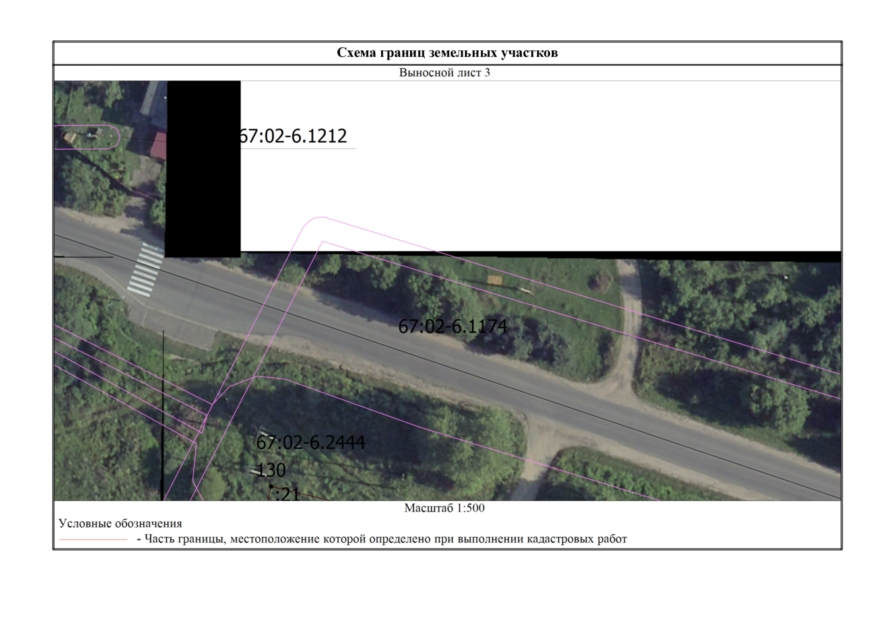 Схема границ земельных участков
Выносной лист 3
67:02-6.1212
67:02-6.1174
67:02-6.2444
130
:21
Масштаб 1:500
Условные обозначения
- Часть границы, местоположение которой определено при выполнении кадастровых работ